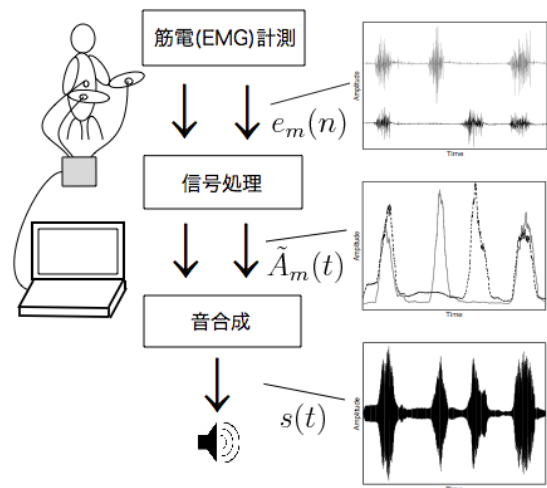 筋電(EMG)計測
Amplitude
Time
e_m(n)
信号処理
Amplitude
Time
Ã_m(t)
音合成
Amplitude
s(t)
Time